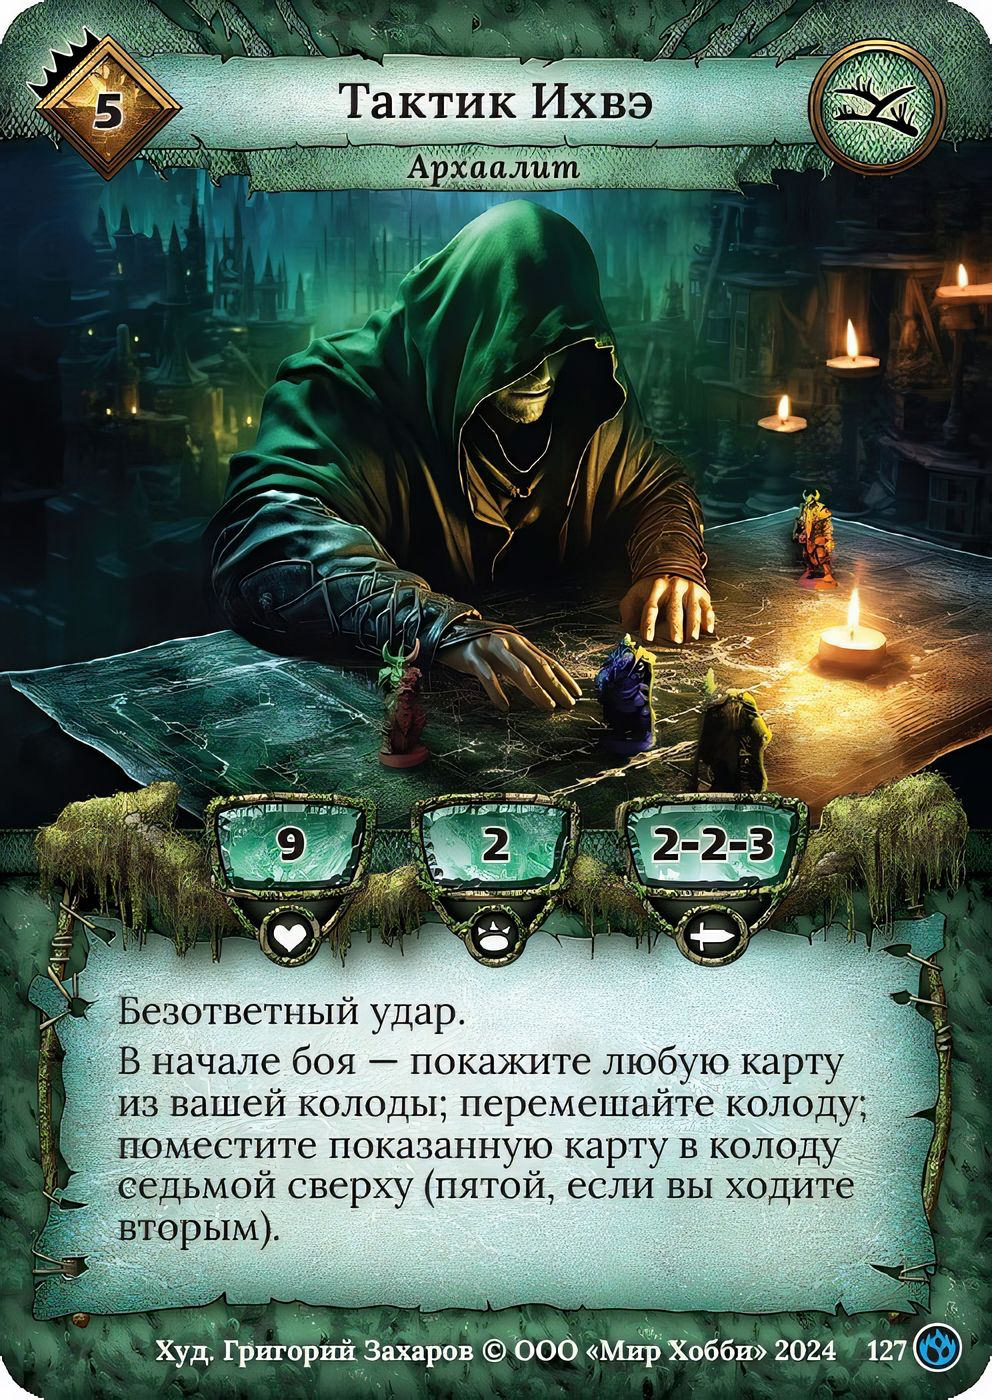 5
Тактик Ихвэ
Архаалит
9
2
2-2-3
Безответный удар.
В начале боя — покажите любую карту
из вашей колоды; перемешайте колоду;
поместите показанную карту в колоду
седьмой сверху (пятой, если вы ходите
вторым).
Худ. Григорий Захаров © ООО «Мир Хобби» 2024 127